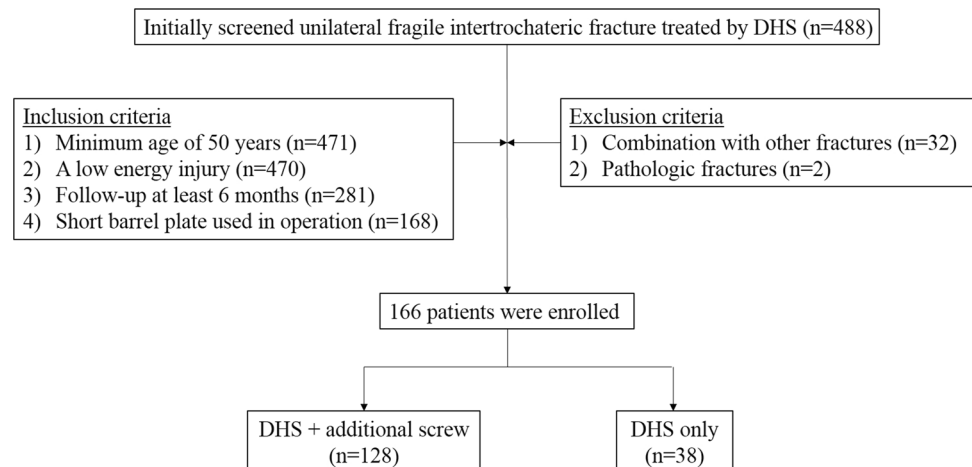 Initially screened unilateral fragile intertrochateric fracture treated by DHS (n=488)
Inclusion criteria
1) Minimum age of 50 years (n=471)
2) A low energy injury (n=470)
3) Follow-up at least 6 months (n=281)
4) Short barrel plate used in operation (n=168)
Exclusion criteria
1) Combination with other fractures (n=32)
2) Pathologic fractures (n=2)
166 patients were enrolled
DHS + additional screw
(n=128)
DHS only
(n=38)